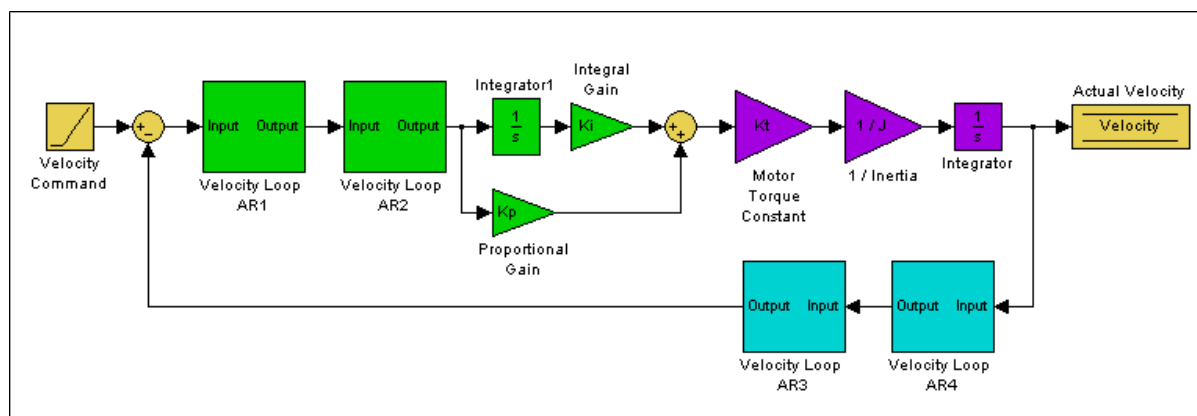 Velocity
Command
+
−
Input Output
Velocity Loop
AR1
Input Output
Velocity Loop
AR2
Integrator1
1
s
Integral
Gain
Ki
Kp
Proportional
Gain
+
+
Kt
Motor
Torque
Constant
1 / J
1 / Inertia
1
s
Integrator
Actual Velocity
Velocity
Output Input
Velocity Loop
AR3
Output Input
Velocity Loop
AR4